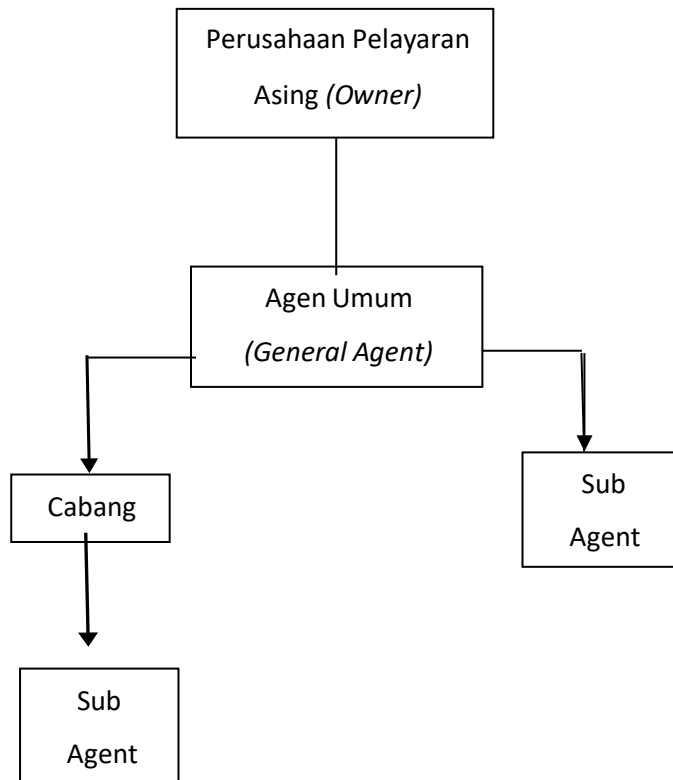 Perusahaan Pelayaran
Asing (Owner)
Agen Umum
(General Agent)
Cabang
Sub
Agent
Sub
Agent